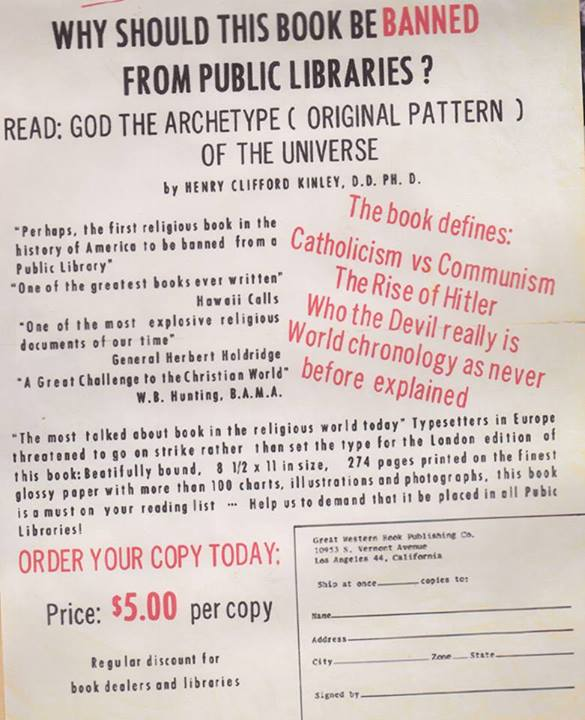 WHY SHOULD THIS BOOK BE BANNED
FROM PUBLIC LIBRARIES ?
READ: GOD THE ARCHETYPE ( ORIGINAL PATTERN )
OF THE UNIVERSE
by HENRY CLIFFORD KINLEY, D.D. PH. D.
"Perhaps, the first religious book in the
history of America to be banned from a
Public Library"
"One of the greatest books ever written"
Hawaii Calls
"One of the most explosive religious
documents of our time"
General Herbert Holdridge
"A Great Challenge to the Christian World"
W.B. Hunting, B.A.M.A.
The book defines:
Catholicism vs Communism
The Rise of Hitler
Who the Devil really is
World chronology as never
before explained
"The most talked about book in the religious world today" Typesetters in Europe
threatened to go on strike rather than set the type for the London edition of
this book: Beatifully bound, 8 1/2 x 11 in size, 274 pages printed on the finest
glossy paper with more than 100 charts, illustrations and photographs, this book
is a must on your reading list --- Help us to demand that it be placed in all Pubic
Libraries!
ORDER YOUR COPY TODAY:
Price: $5.00 per copy
Regular discount for
book dealers and libraries
Great Western Book Publishing Co.
10953 S. Vermont Avenue
Los Angeles 44, California
Ship at once________ copies to:
Name
Address
City Zone State
Signed by